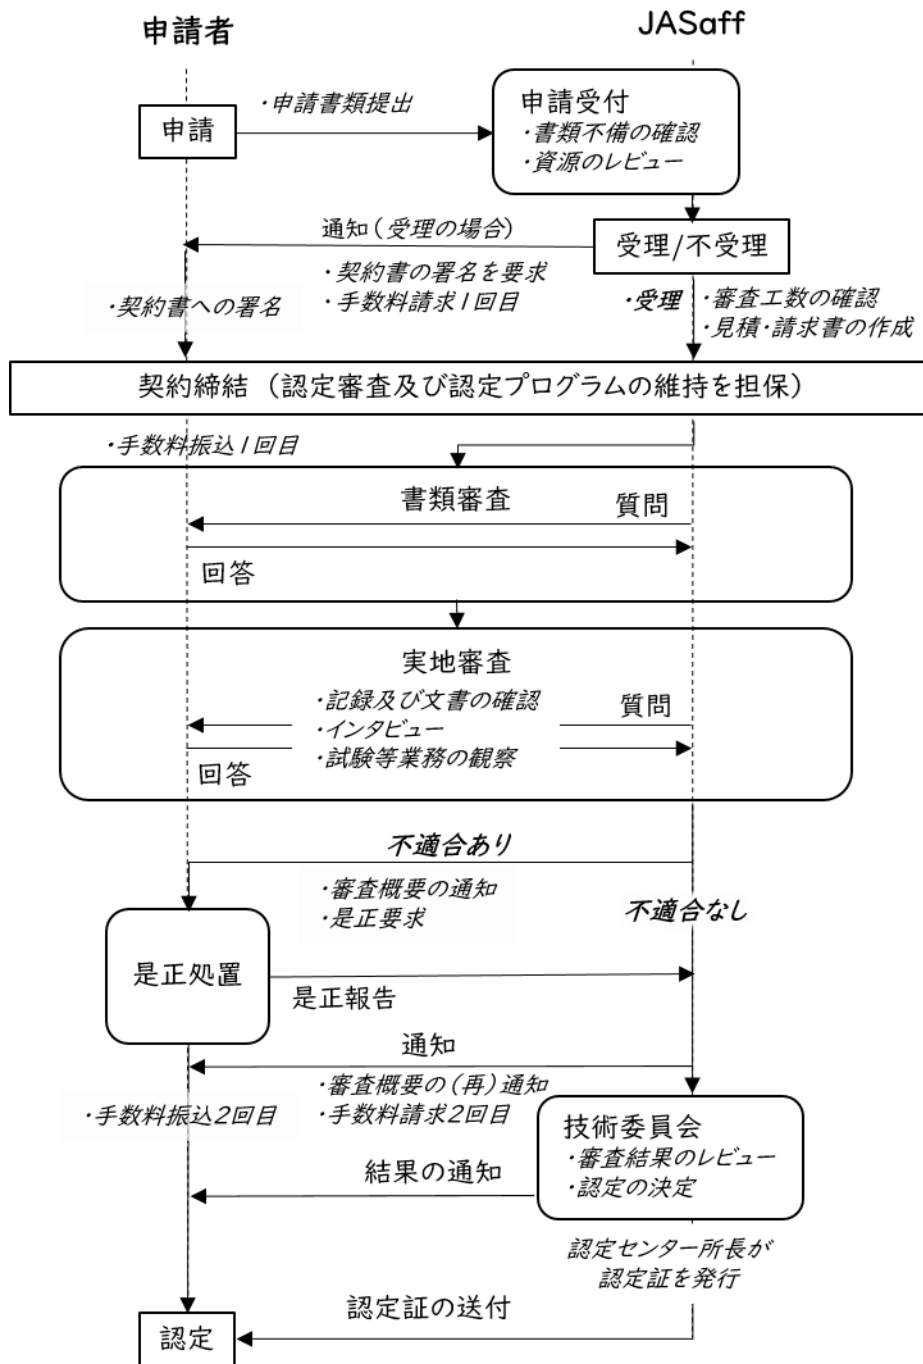 申請者
JASaff
申請
・申請書類提出
申請受付
・書類不備の確認
・資源のレビュー
通知（受理の場合）
受理/不受理
・契約書の署名を要求
・手数料請求1回目
・契約書への署名
・受理
・審査工数の確認
・見積・請求書の作成
契約締結 （認定審査及び認定プログラムの維持を担保）
・手数料振込1回目
書類審査
質問
回答
実地審査
・記録及び文書の確認
・インタビュー
・試験等業務の観察
質問
回答
不適合あり
・審査概要の通知
・是正要求
不適合なし
是正処置
是正報告
通知
・審査概要の（再）通知
・手数料請求2回目
・手数料振込2回目
技術委員会
・審査結果のレビュー
・認定の決定
結果の通知
認定センター所長が
認定証を発行
認定証の送付
認定